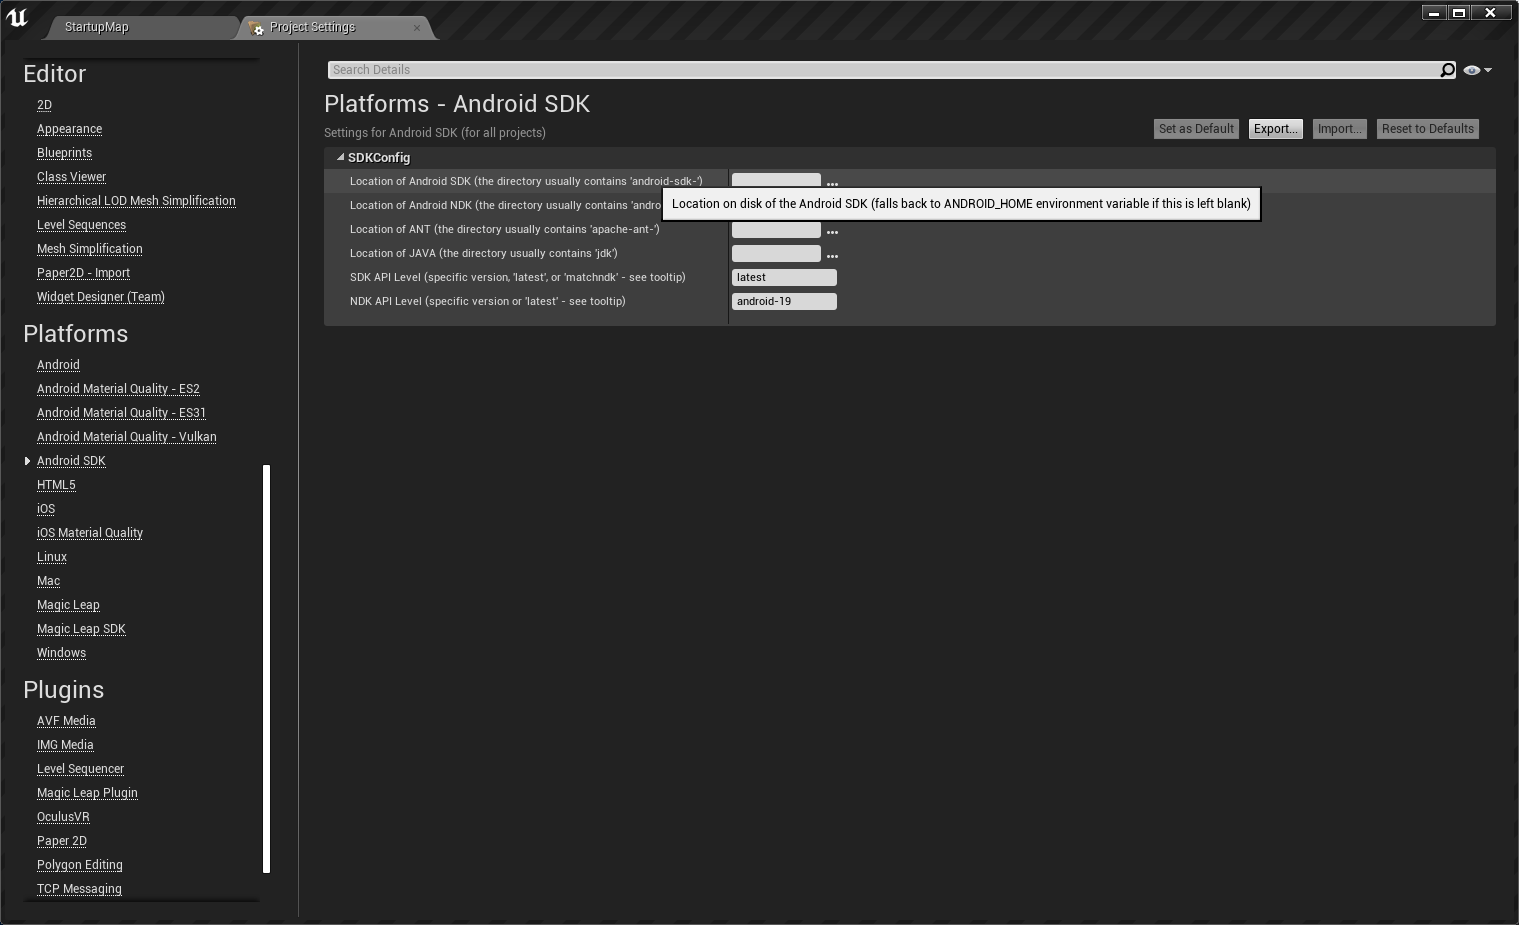 StartupMap
Project Settings
Editor
2D
Appearance
Blueprints
Class Viewer
Hierarchical LOD Mesh Simplification
Level Sequences
Mesh Simplification
Paper2D - Import
Widget Designer (Team)
Platforms
Android
Android Material Quality - ES2
Android Material Quality - ES31
Android Material Quality - Vulkan
Android SDK
HTML5
iOS
iOS Material Quality
Linux
Mac
Magic Leap
Magic Leap SDK
Windows
Plugins
AVF Media
IMG Media
Level Sequencer
Magic Leap Plugin
OculusVR
Paper 2D
Polygon Editing
TCP Messaging
Search Details
Platforms - Android SDK
Settings for Android SDK (for all projects)
Set as Default
Export...
Import...
Reset to Defaults
SDKConfig
Location of Android SDK (the directory usually contains 'android-sdk-')
...
Location of Android NDK (the directory usually contains 'andro
Location on disk of the Android SDK (falls back to ANDROID_HOME environment variable if this is left blank)
Location of ANT (the directory usually contains 'apache-ant-')
...
Location of JAVA (the directory usually contains 'jdk')
...
SDK API Level (specific version, 'latest', or 'matchndk' - see tooltip)
latest
NDK API Level (specific version or 'latest' - see tooltip)
android-19